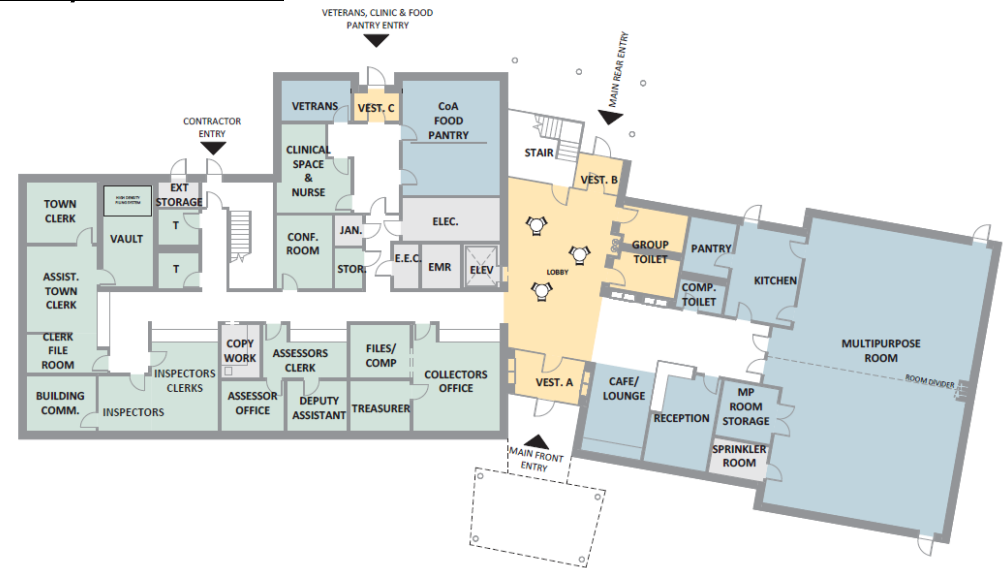 VETERANS, CLINIC & FOOD
PANTRY ENTRY
MAIN REAR ENTRY
CONTRACTOR
ENTRY
VETRANS
VEST. C
CoA
FOOD
PANTRY
STAIR
CLINICAL
SPACE
&
NURSE
VEST. B
TOWN
CLERK
EXT
STORAGE
T
VAULT
T
CONF.
ROOM
JAN.
STOR.
ELEC.
E.E.C.
EMR
ELEV
LOBBY
GROUP
TOILET
PANTRY
COMP.
TOILET
KITCHEN
ASSIST.
TOWN
CLERK
CLERK
FILE
ROOM
INSPECTORS
CLERKS
COPY
WORK
ASSESSORS
CLERK
FILES/
COMP
COLLECTORS
OFFICE
MULTIPURPOSE
ROOM
ROOM DIVIDER
BUILDING
COMM.
INSPECTORS
ASSESSOR
OFFICE
DEPUTY
ASSISTANT
TREASURER
VEST. A
CAFE/
LOUNGE
RECEPTION
MP
ROOM
STORAGE
SPRINKLER
ROOM
MAIN FRONT
ENTRY